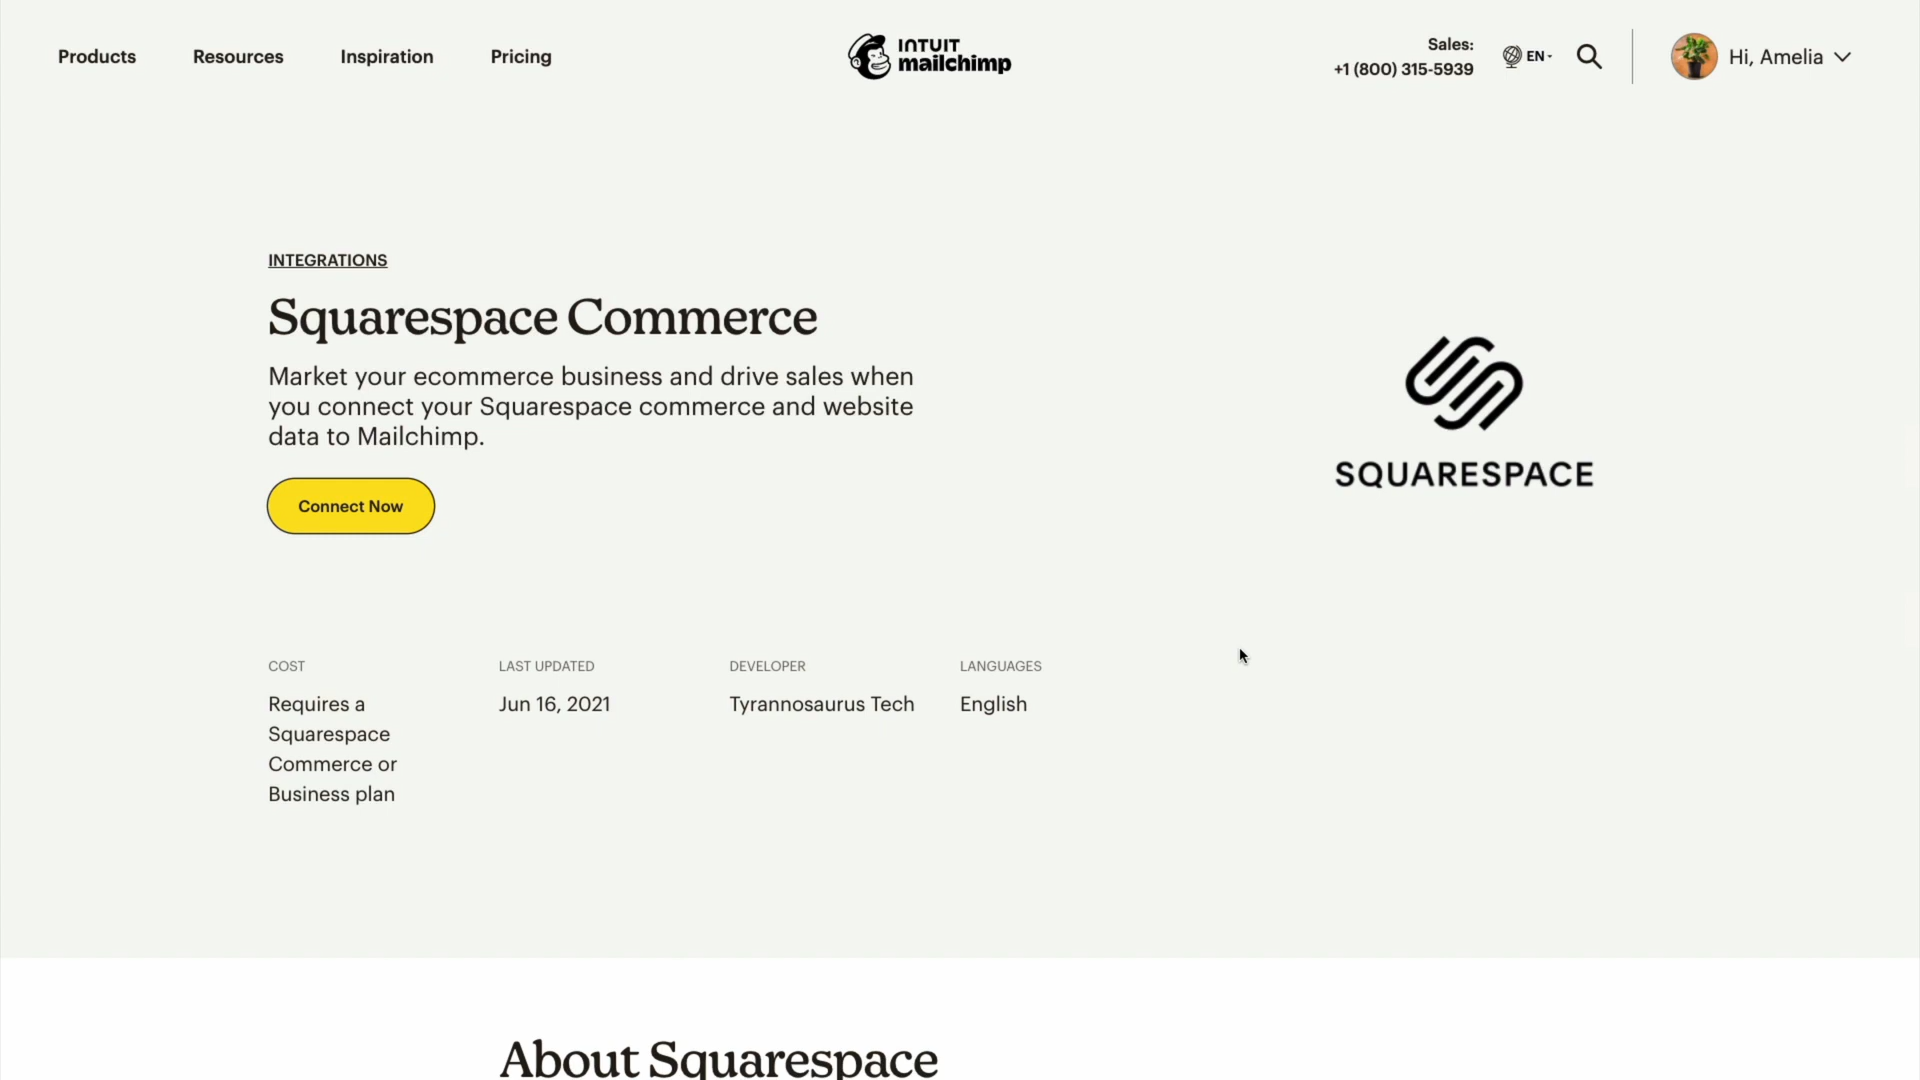 Products
Resources
Inspiration
Pricing
INTUIT
mailchimp
Sales:
+1 (800) 315-5939
EN
Hi, Amelia
INTEGRATIONS
Squarespace Commerce
Market your ecommerce business and drive sales when
you connect your Squarespace commerce and website
data to Mailchimp.
Connect Now
SQUARESPACE
COST
Requires a
Squarespace
Commerce or
Business plan
LAST UPDATED
Jun 16, 2021
DEVELOPER
Tyrannosaurus Tech
LANGUAGES
English
About Squarespace